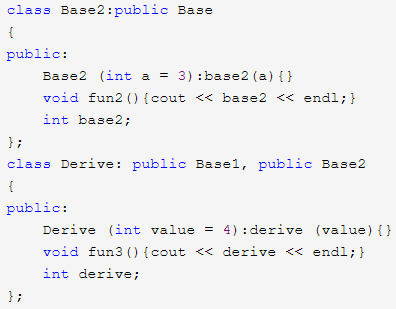 class Base2:public Base
{
public:
    Base2 (int a = 3):base2(a){}
    void fun2(){cout << base2 << endl;}
    int base2;
};
class Derive: public Base1, public Base2
{
public:
    Derive (int value = 4):derive (value){}
    void fun3(){cout << derive << endl;}
    int derive;
};